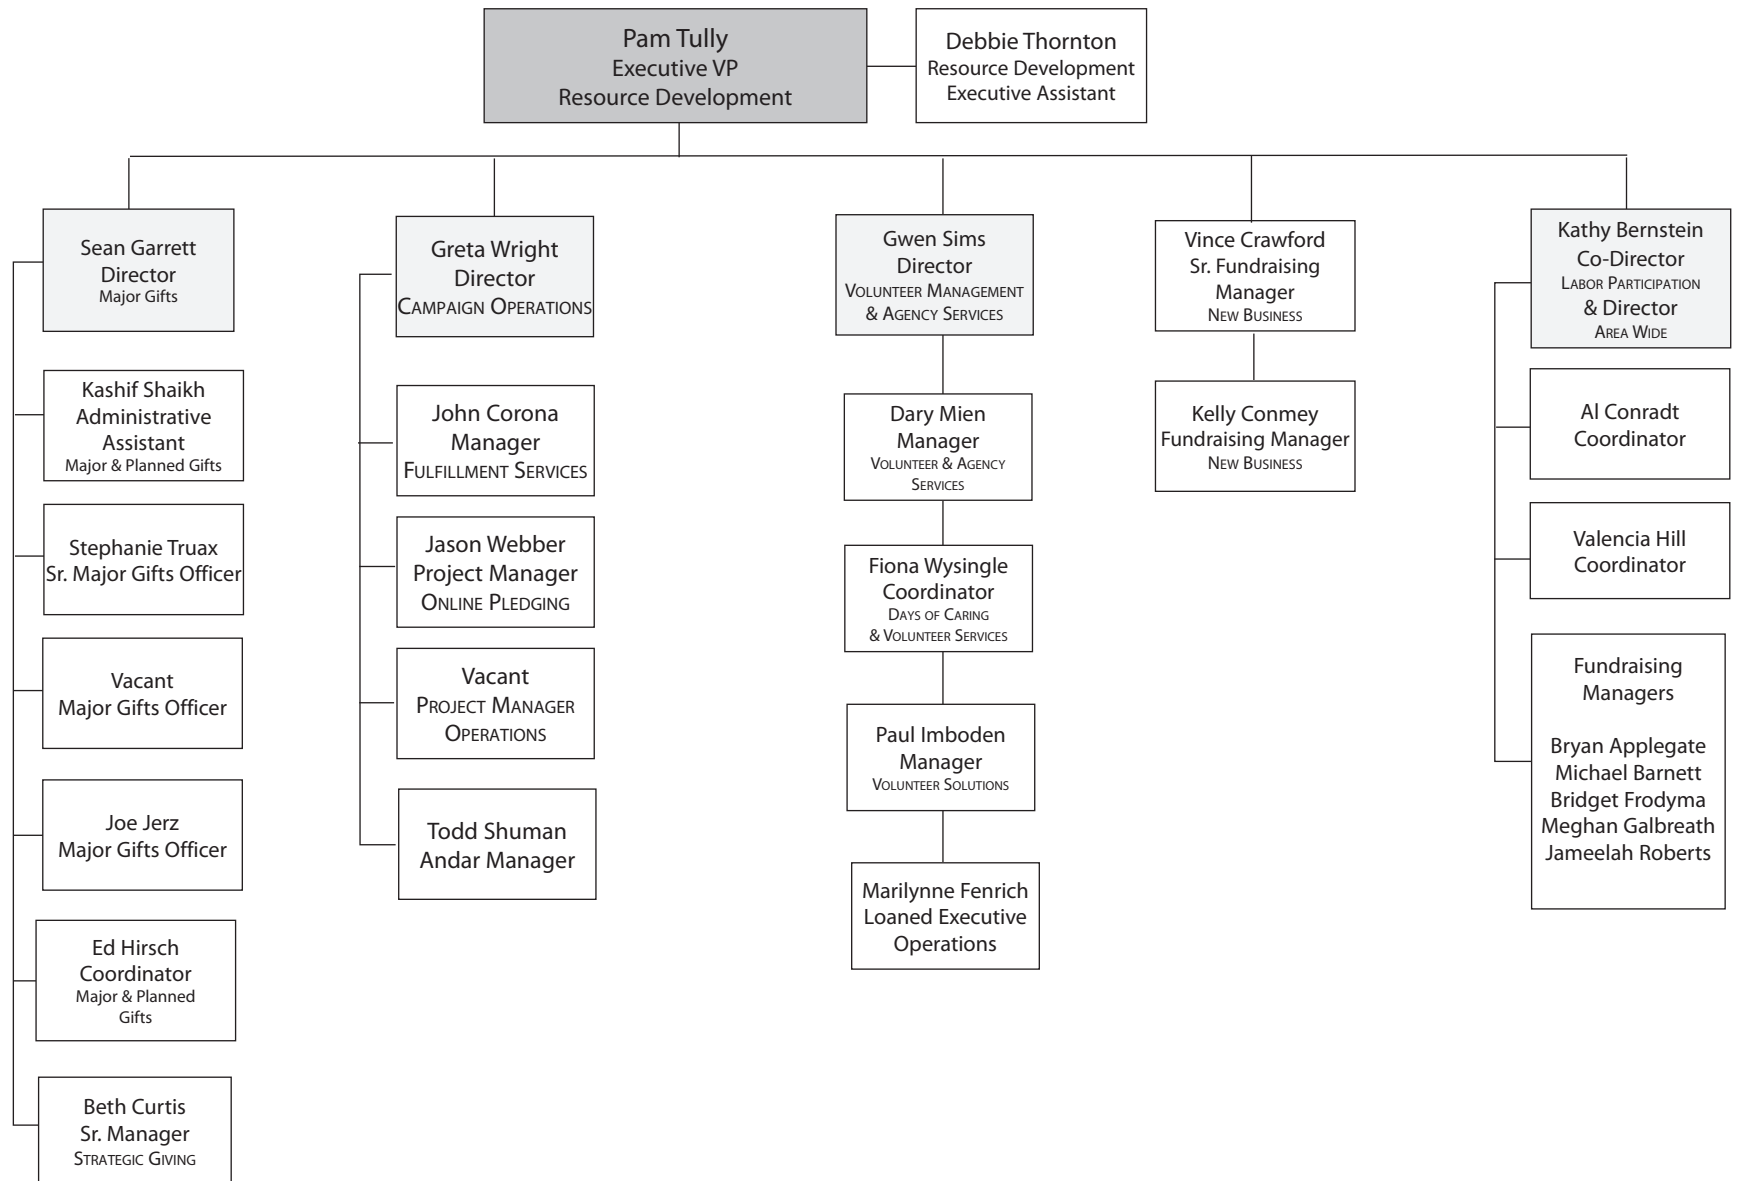 Pam Tully
Executive VP
Resource Development
Debbie Thornton
Resource Development
Executive Assistant
Sean Garrett
Director
Major Gifts
Kashif Shaikh
Administrative
Assistant
Major & Planned Gifts
Stephanie Truax
Sr. Major Gifts Officer
Vacant
Major Gifts Officer
Joe Jerz
Major Gifts Officer
Ed Hirsch
Coordinator
Major & Planned
Gifts
Beth Curtis
Sr. Manager
Strategic Giving
Greta Wright
Director
Campaign Operations
John Corona
Manager
Fulfillment Services
Jason Webber
Project Manager
Online Pledging
Vacant
Project Manager
Operations
Todd Shuman
Andar Manager
Gwen Sims
Director
Volunteer Management
& Agency Services
Dary Mien
Manager
Volunteer & Agency
Services
Fiona Wysingle
Coordinator
Days of Caring
& Volunteer Services
Paul Imboden
Manager
Volunteer Solutions
Marilynne Fenrich
Loaned Executive
Operations
Vince Crawford
Sr. Fundraising
Manager
New Business
Kelly Conmey
Fundraising Manager
New Business
Kathy Bernstein
Co-Director
Labor Participation
& Director
Area Wide
Al Conradt
Coordinator
Valencia Hill
Coordinator
Fundraising
Managers
Bryan Applegate
Michael Barnett
Bridget Frodyma
Meghan Galbreath
Jameelah Roberts